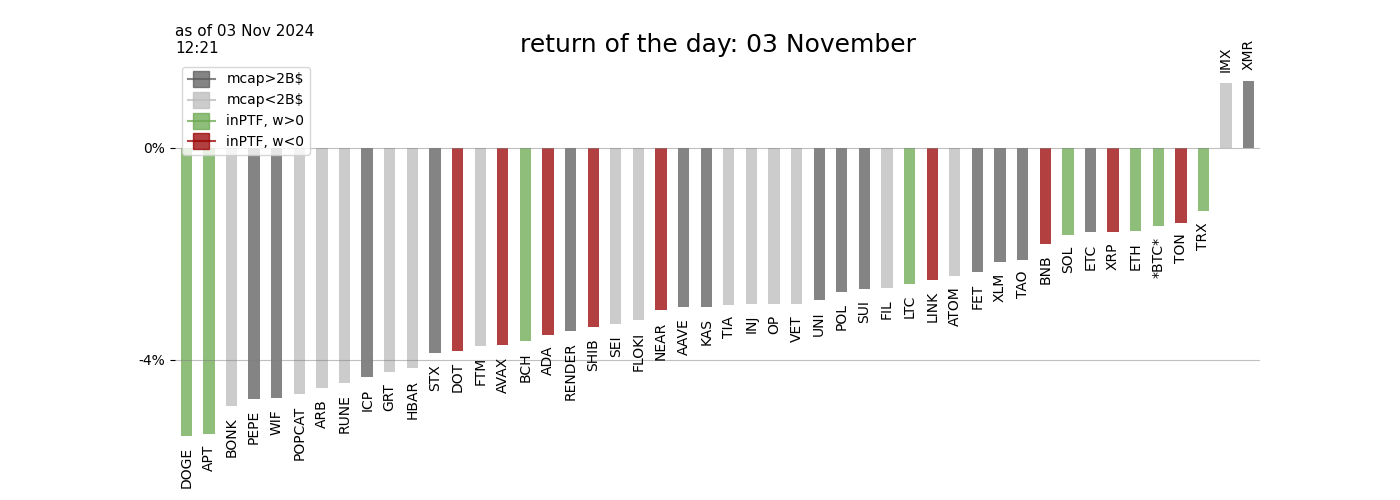 as of 03 Nov 2024
12:21
return of the day: 03 November
mcap>2B$
mcap<2B$
inPTF, w>0
inPTF, w<0
0%
-4%
DOGE
APT
BONK
PEPE
WIF
POPCAT
ARB
RUNE
ICP
GRT
HBAR
STX
DOT
FTM
AVAX
BCH
ADA
RENDER
SHIB
SEI
FLOKI
NEAR
AAVE
KAS
TIA
INJ
OP
VET
UNI
POL
SUI
FIL
LTC
LINK
ATOM
FET
XLM
TAO
BNB
SOL
ETC
XRP
ETH
*BTC*
TON
TRX
IMX
XMR